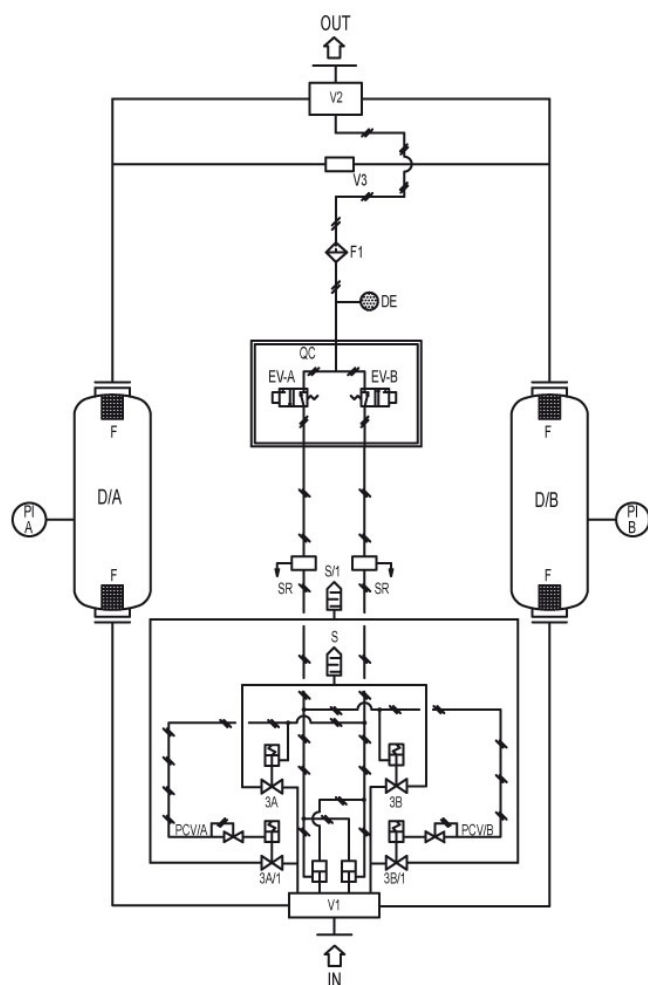 OUT
V2
V3
F1
DE
QC
EV-A
EV-B
F
F
D/A
D/B
PI
A
PI
B
F
F
S/1
SR
SR
S
3A
3B
PCV/A
PCV/B
3A/1
3B/1
V1
IN